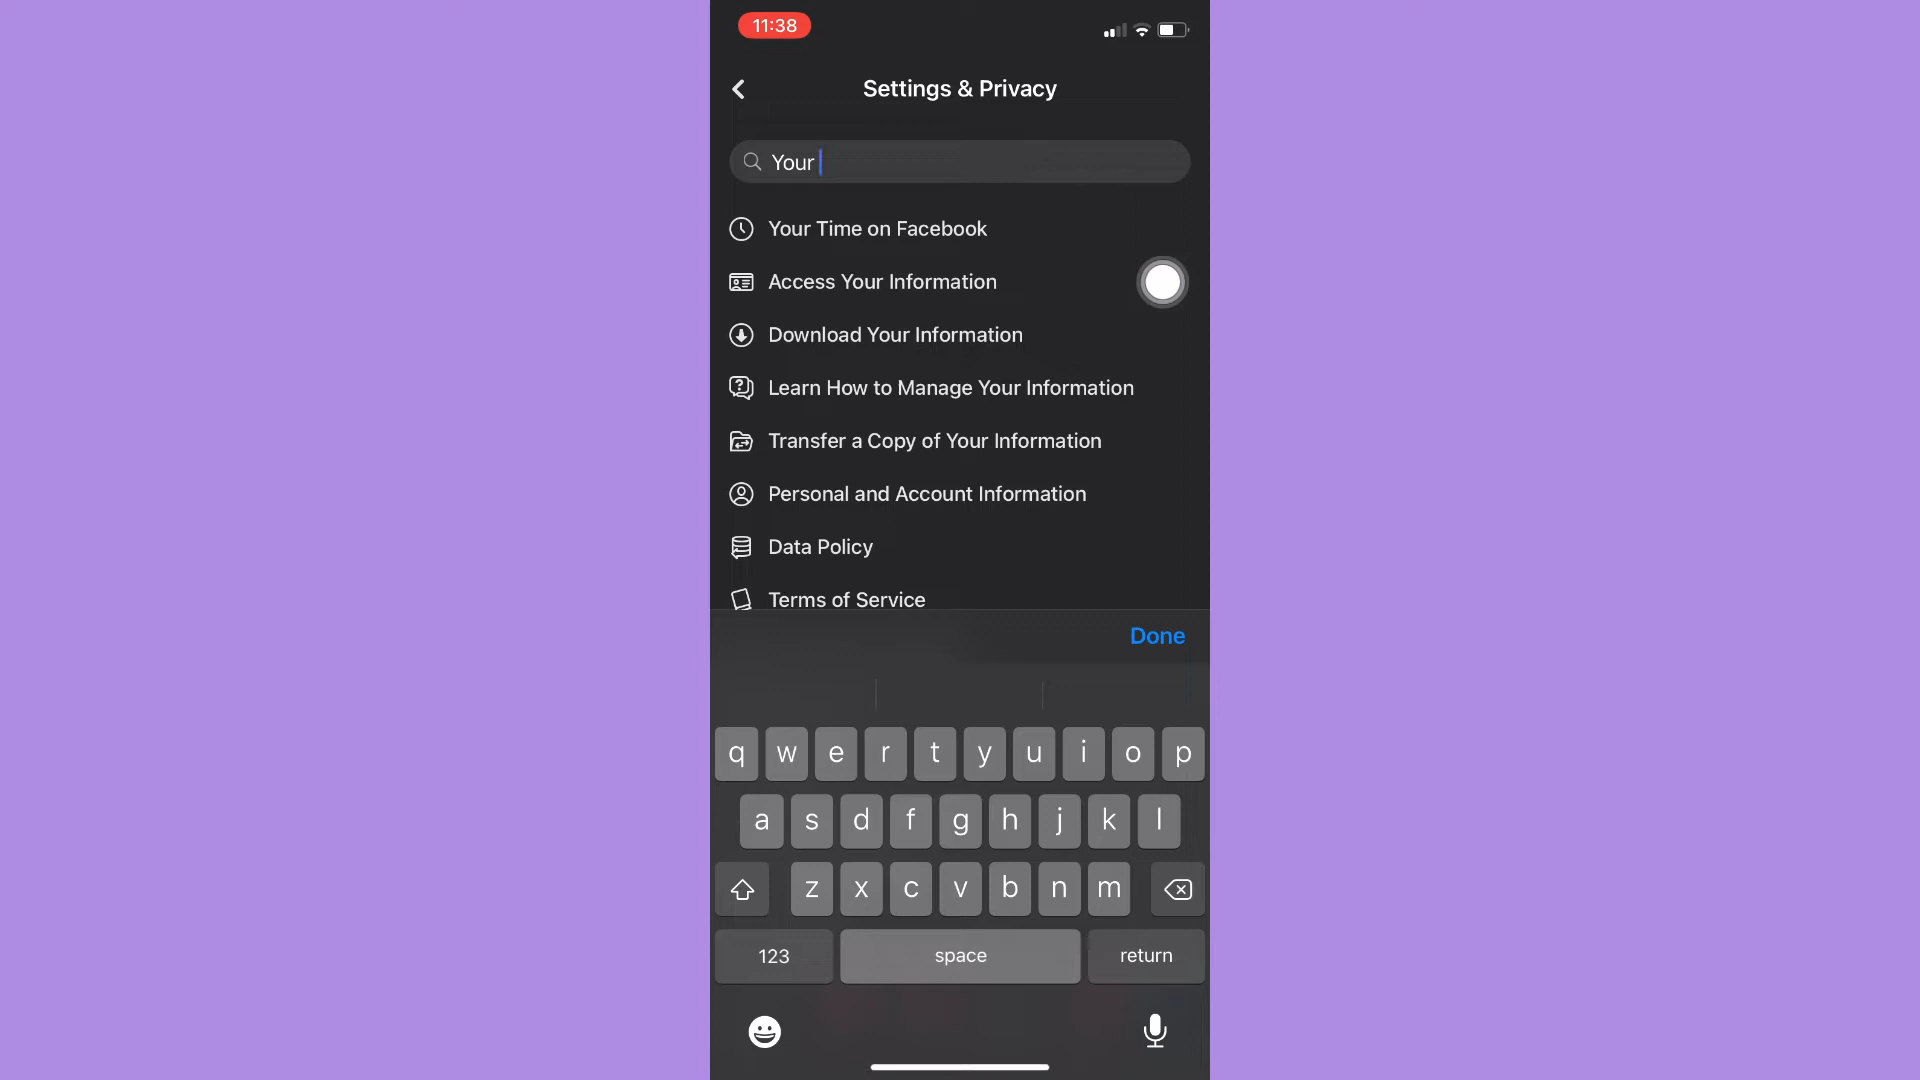 11:38
Settings & Privacy
Your
Your Time on Facebook
Access Your Information
Download Your Information
Learn How to Manage Your Information
Transfer a Copy of Your Information
Personal and Account Information
Data Policy
Terms of Service
Done
q w e r t y u i o p
a s d f g h j k l
z x c v b n m
123 space return